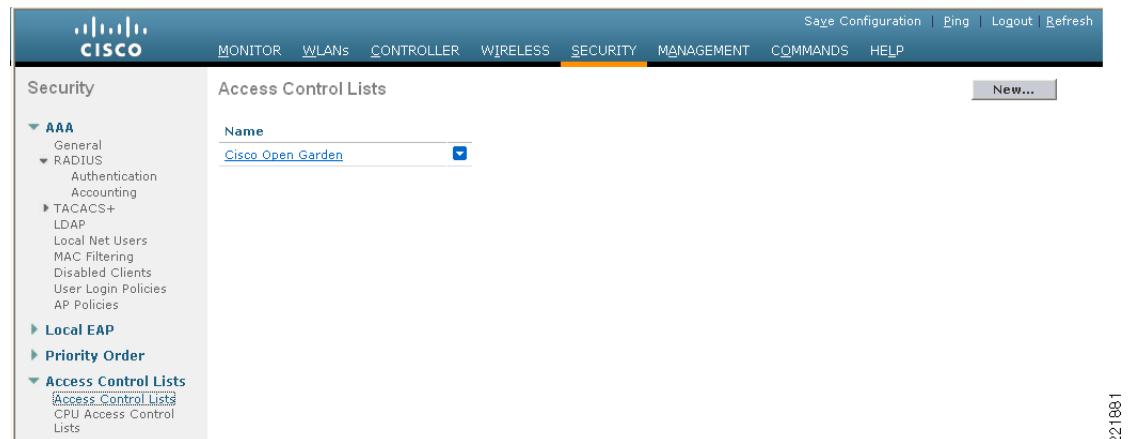 Save Configuration | Ping | Logout | Refresh
CISCO
MONITOR WLANs CONTROLLER WIRELESS SECURITY MANAGEMENT COMMANDS HELP
Security
AAA
General
RADIUS
Authentication
Accounting
TACACS+
LDAP
Local Net Users
MAC Filtering
Disabled Clients
User Login Policies
AP Policies
Local EAP
Priority Order
Access Control Lists
Access Control Lists
CPU Access Control
Lists
Access Control Lists
New...
Name
Cisco Open Garden
221881